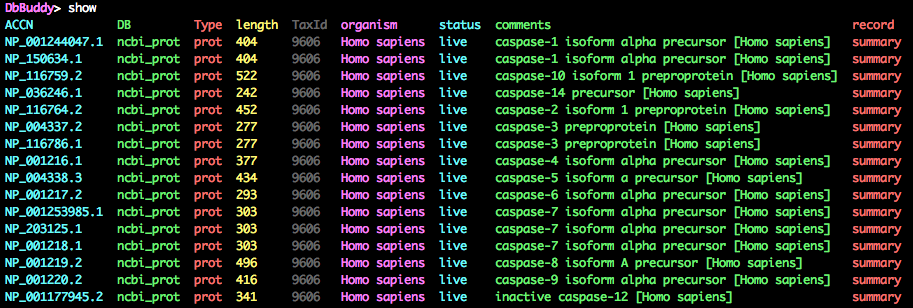 DbBuddy> show
ACCN DB Type length TaxId organism status comments record
NP_001244047.1 ncbi_prot prot 404 9606 Homo sapiens live caspase-1 isoform alpha precursor [Homo sapiens] summary
NP_150634.1 ncbi_prot prot 404 9606 Homo sapiens live caspase-1 isoform alpha precursor [Homo sapiens] summary
NP_116759.2 ncbi_prot prot 522 9606 Homo sapiens live caspase-10 isoform 1 preproprotein [Homo sapiens] summary
NP_036246.1 ncbi_prot prot 242 9606 Homo sapiens live caspase-14 precursor [Homo sapiens] summary
NP_116764.2 ncbi_prot prot 452 9606 Homo sapiens live caspase-2 isoform 1 preproprotein [Homo sapiens] summary
NP_004337.2 ncbi_prot prot 277 9606 Homo sapiens live caspase-3 preproprotein [Homo sapiens] summary
NP_116786.1 ncbi_prot prot 277 9606 Homo sapiens live caspase-3 preproprotein [Homo sapiens] summary
NP_001216.1 ncbi_prot prot 377 9606 Homo sapiens live caspase-4 isoform alpha precursor [Homo sapiens] summary
NP_004338.3 ncbi_prot prot 434 9606 Homo sapiens live caspase-5 isoform a precursor [Homo sapiens] summary
NP_001217.2 ncbi_prot prot 293 9606 Homo sapiens live caspase-6 isoform alpha preproprotein [Homo sapiens] summary
NP_001253985.1 ncbi_prot prot 303 9606 Homo sapiens live caspase-7 isoform alpha precursor [Homo sapiens] summary
NP_203125.1 ncbi_prot prot 303 9606 Homo sapiens live caspase-7 isoform alpha precursor [Homo sapiens] summary
NP_001218.1 ncbi_prot prot 303 9606 Homo sapiens live caspase-7 isoform alpha precursor [Homo sapiens] summary
NP_001219.2 ncbi_prot prot 496 9606 Homo sapiens live caspase-8 isoform A precursor [Homo sapiens] summary
NP_001220.2 ncbi_prot prot 416 9606 Homo sapiens live caspase-9 isoform alpha precursor [Homo sapiens] summary
NP_001177945.2 ncbi_prot prot 341 9606 Homo sapiens live inactive caspase-12 [Homo sapiens] summary